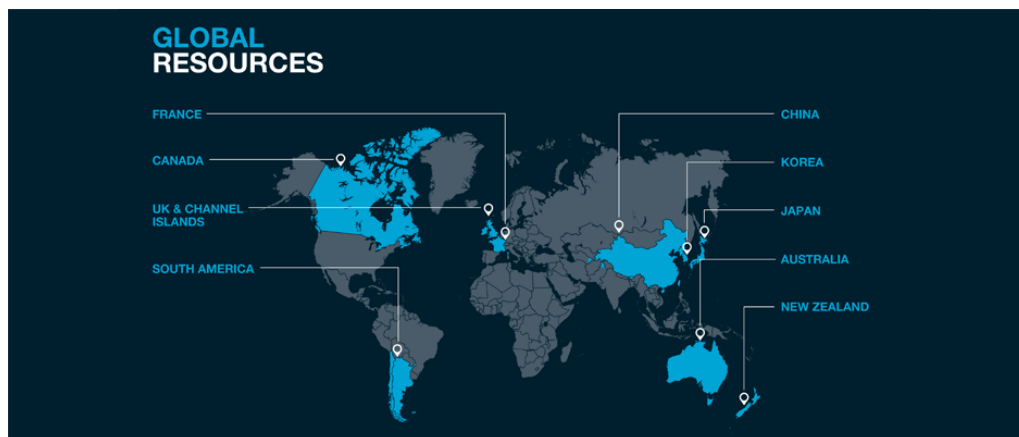 GLOBAL
RESOURCES
FRANCE
CANADA
UK & CHANNEL
ISLANDS
SOUTH AMERICA
CHINA
KOREA
JAPAN
AUSTRALIA
NEW ZEALAND